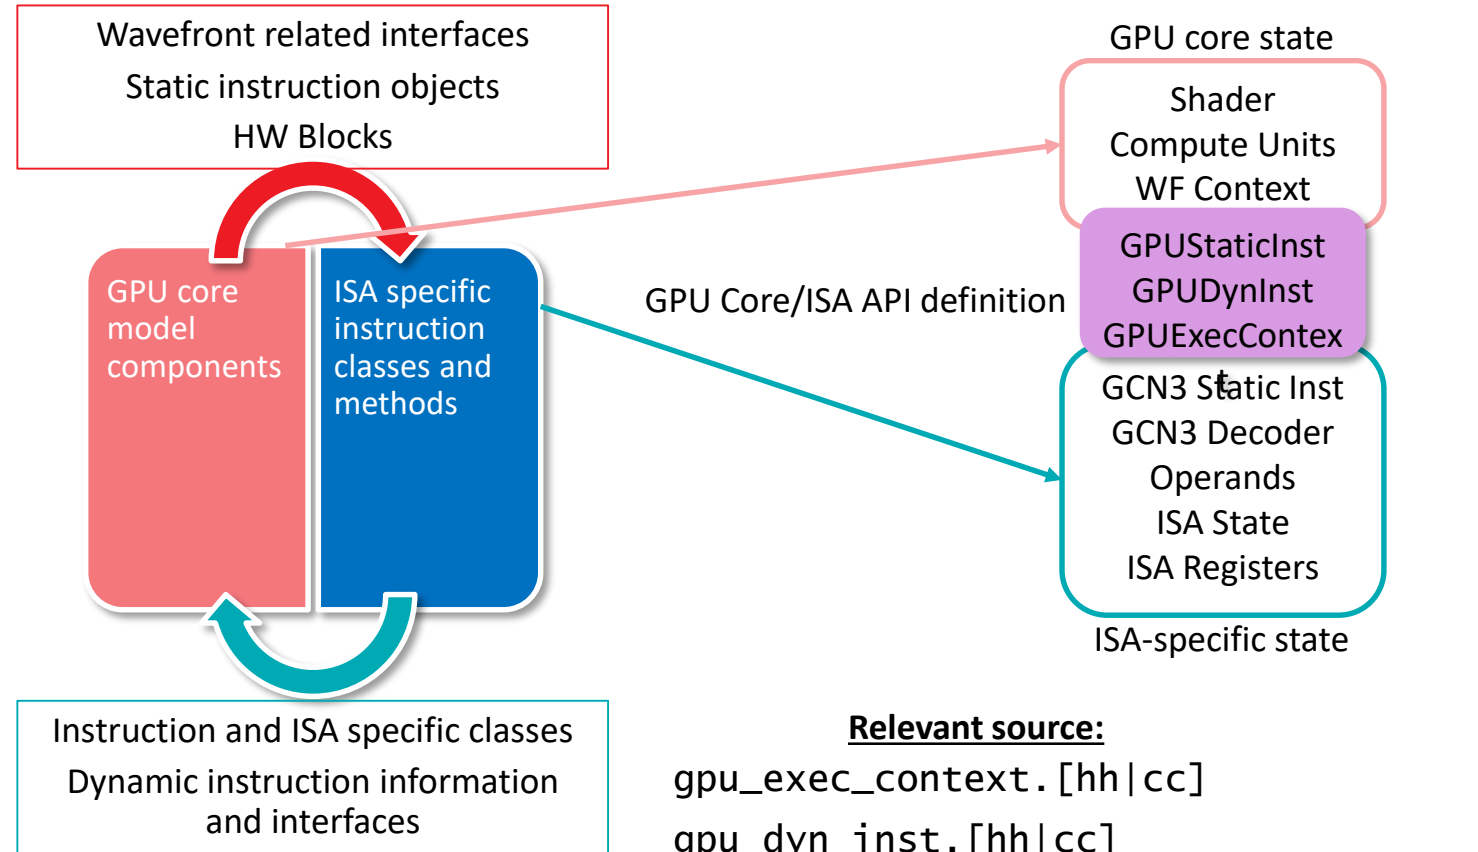 Wavefront related interfaces
Static instruction objects
HW Blocks
GPU core
model
components
ISA specific
instruction
classes and
methods
Instruction and ISA specific classes
Dynamic instruction information
and interfaces
GPU core state
Shader
Compute Units
WF Context
GPU Core/ISA API definition
GPUStaticInst
GPUDynInst
GPUExecContex
t
GCN3 Static Inst
GCN3 Decoder
Operands
ISA State
ISA Registers
ISA-specific state
Relevant source:
gpu_exec_context.[hh|cc]
gpu_dyn_inst.[hh|cc]